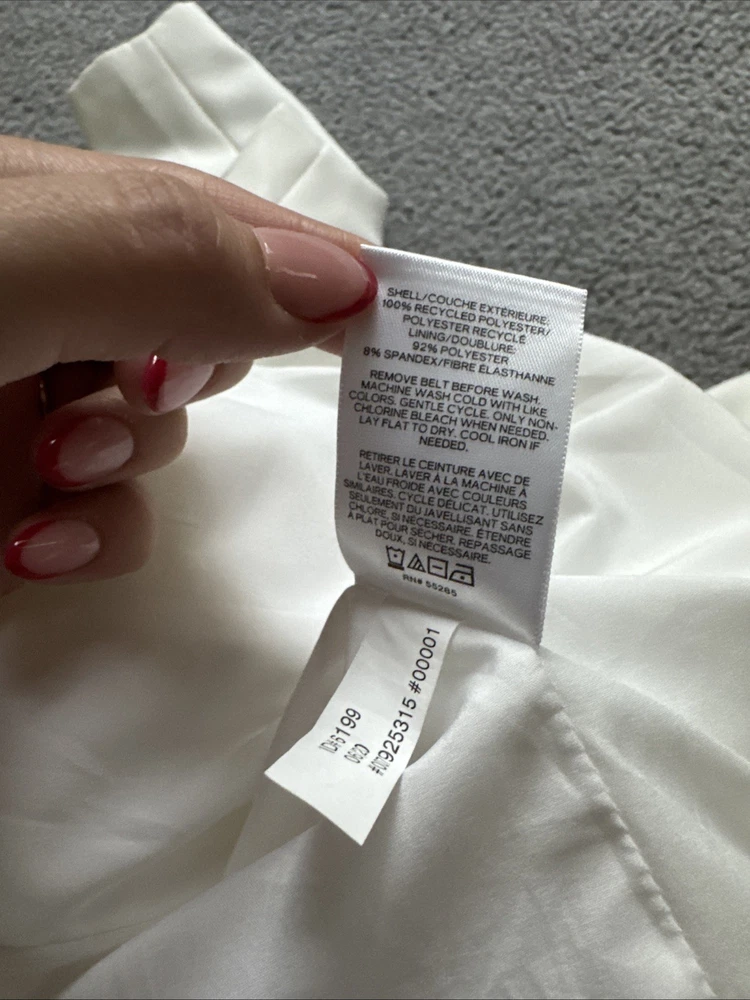 SHELL/COUCHE EXTÉRIEURE:
100% RECYCLED POLYESTER/
POLYESTER RECYCLÉ
LINING/DOUBLURE:
92% POLYESTER
8% SPANDEX/FIBRE ÉLASTHANNE
REMOVE BELT BEFORE WASH.
MACHINE WASH COLD WITH LIKE
COLORS. GENTLE CYCLE. ONLY NON-
CHLORINE BLEACH WHEN NEEDED.
LAY FLAT TO DRY. COOL IRON IF
NEEDED.
RETIRER LE CEINTURE AVEC DE
LAVER. LAVER À LA MACHINE À
L'EAU FROIDE AVEC COULEURS
SIMILAIRES. CYCLE DÉLICAT. UTILISEZ
SEULEMENT DU JAVELLISANT SANS
CHLORE, SI NÉCESSAIRE. ÉTENDRE
À PLAT POUR SÉCHER. REPASSAGE
DOUX, SI NÉCESSAIRE.
RN# 55285
6199
0620
925315 #00001